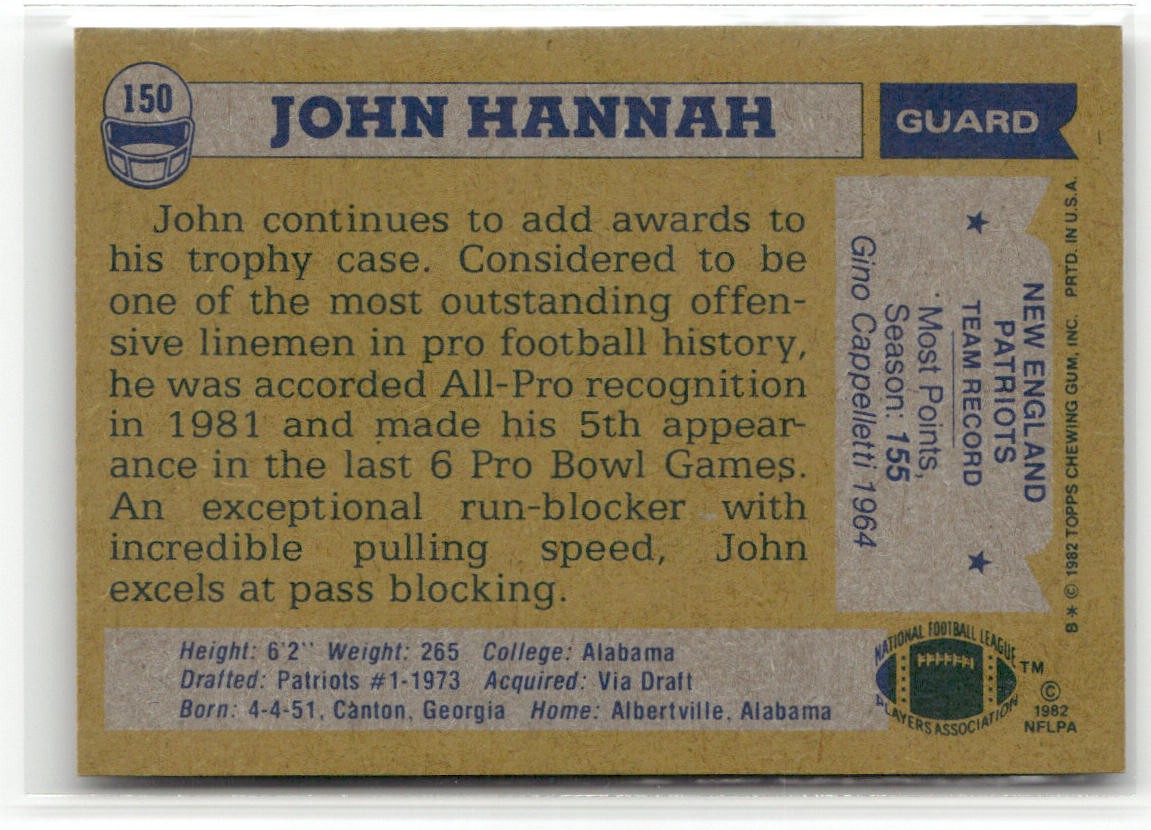 150
JOHN HANNAH
GUARD
John continues to add awards to
his trophy case. Considered to be
one of the most outstanding offen-
sive linemen in pro football history,
he was accorded All-Pro recognition
in 1981 and made his 5th appear-
ance in the last 6 Pro Bowl Games.
An exceptional run-blocker with
incredible pulling speed, John
excels at pass blocking.
NEW ENGLAND
PATRIOTS
★ TEAM RECORD ★
Most Points,
Season: 155
Gino Cappelletti 1964
B * © 1982 TOPPS CHEWING GUM, INC. PRTD. IN U.S.A.
Height: 6'2" Weight: 265 College: Alabama
Drafted: Patriots #1-1973 Acquired: Via Draft
Born: 4-4-51, Canton, Georgia Home: Albertville, Alabama
NATIONAL FOOTBALL LEAGUE
PLAYERS ASSOCIATION
TM
©
1982
NFLPA